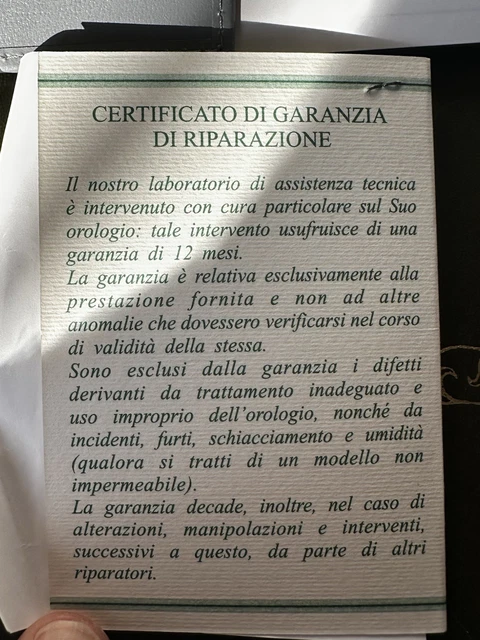 CERTIFICATO DI GARANZIA
DI RIPARAZIONE
Il nostro laboratorio di assistenza tecnica
è intervenuto con cura particolare sul Suo
orologio: tale intervento usufruisce di una
garanzia di 12 mesi.
La garanzia è relativa esclusivamente alla
prestazione fornita e non ad altre
anomalie che dovessero verificarsi nel corso
di validità della stessa.
Sono esclusi dalla garanzia i difetti
derivanti da trattamento inadeguato e
uso improprio dell'orologio, nonché da
incidenti, furti, schiacciamento e umidità
(qualora si tratti di un modello non
impermeabile).
La garanzia decade, inoltre, nel caso di
alterazioni, manipolazioni e interventi,
successivi a questo, da parte di altri
riparatori.